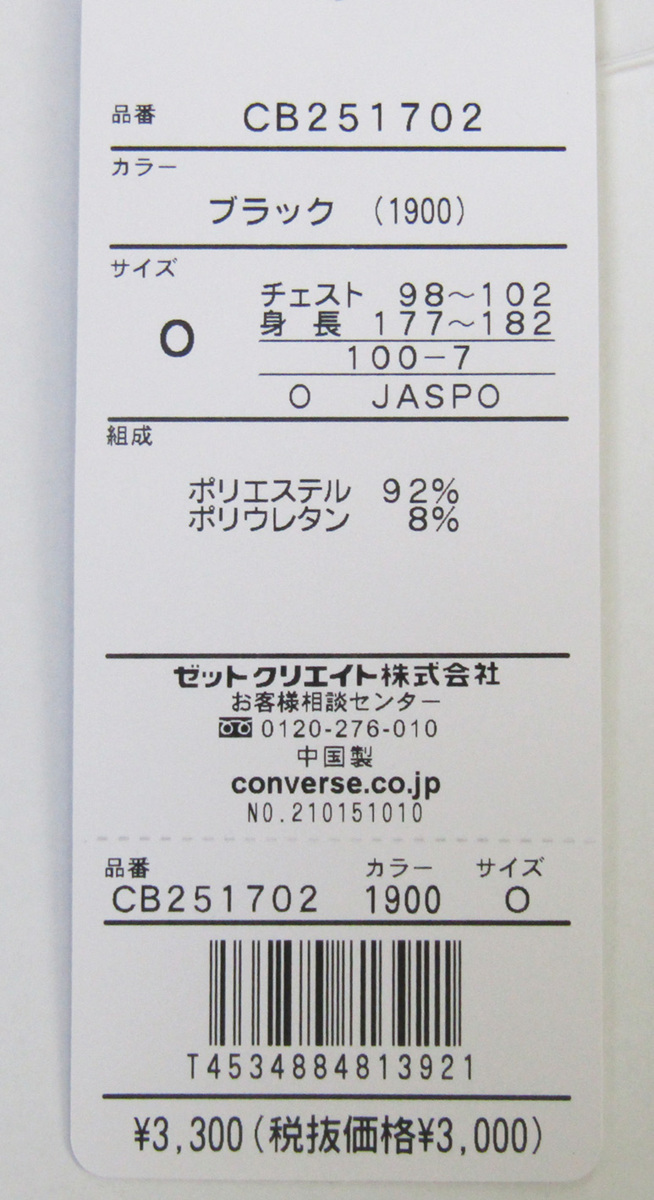 品番 CB251702
カラー
ブラック (1900)
サイズ
O
チェスト 98～102
身長 177～182
100-7
O JASPO
組成
ポリエステル 92%
ポリウレタン 8%
ゼットクリエイト株式会社
お客様相談センター
0120-276-010
中国製
converse.co.jp
NO.210151010
品番 カラー サイズ
CB251702 1900 O
T4534884813921
¥3,300(税抜価格¥3,000)